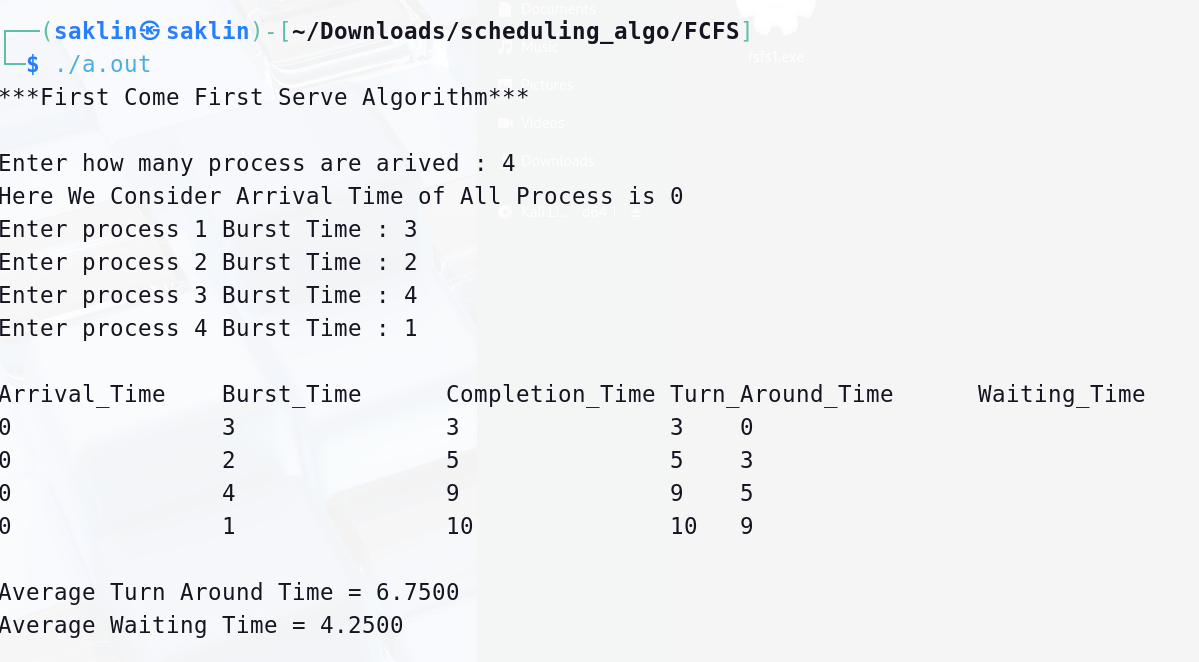 ┌──(saklin㉿saklin)-[~/Downloads/scheduling_algo/FCFS]
└─$ ./a.out
***First Come First Serve Algorithm***
Enter how many process are arived : 4
Here We Consider Arrival Time of All Process is 0
Enter process 1 Burst Time : 3
Enter process 2 Burst Time : 2
Enter process 3 Burst Time : 4
Enter process 4 Burst Time : 1
Arrival_Time    Burst_Time      Completion_Time Turn_Around_Time      Waiting_Time
0               3               3               3    0
0               2               5               5    3
0               4               9               9    5
0               1               10              10   9
Average Turn Around Time = 6.7500
Average Waiting Time = 4.2500
Documents
Music
Pictures
Videos
Downloads
fsfs1.exe